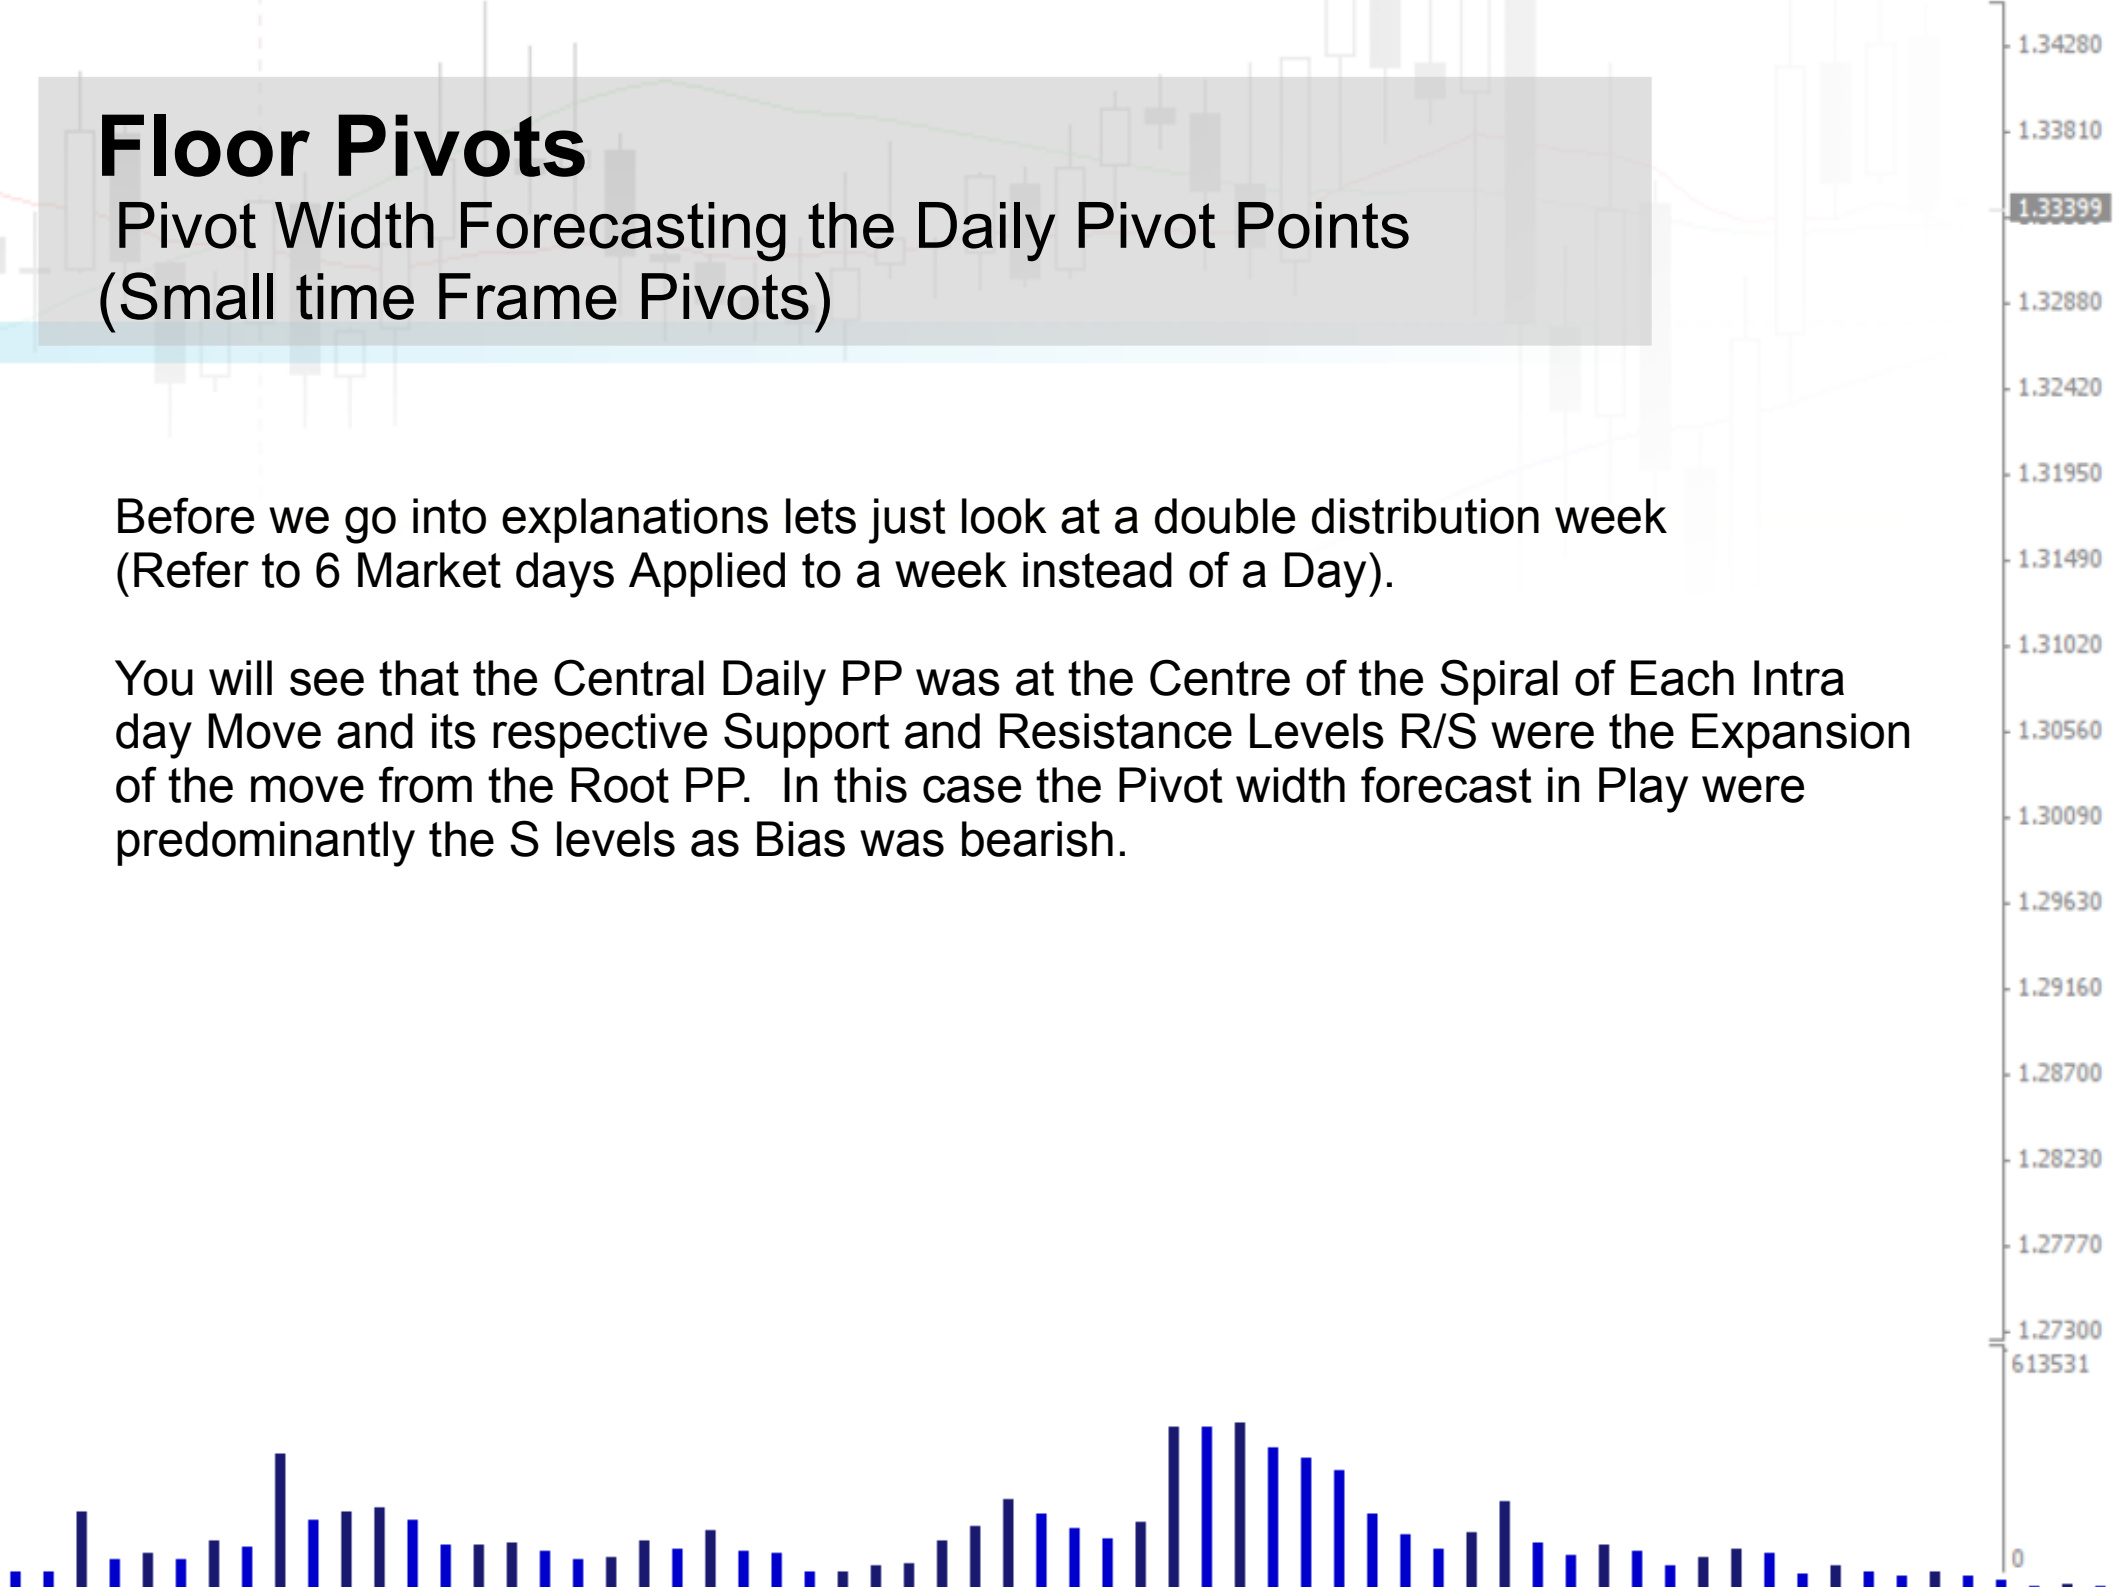 Floor Pivots
Pivot Width Forecasting the Daily Pivot Points
(Small time Frame Pivots)
Before we go into explanations lets just look at a double distribution week
(Refer to 6 Market days Applied to a week instead of a Day).
You will see that the Central Daily PP was at the Centre of the Spiral of Each Intra
day Move and its respective Support and Resistance Levels R/S were the Expansion
of the move from the Root PP.  In this case the Pivot width forecast in Play were
predominantly the S levels as Bias was bearish.
1.34280
1.33810
1.33399
1.32880
1.32420
1.31950
1.31490
1.31020
1.30560
1.30090
1.29630
1.29160
1.28700
1.28230
1.27770
1.27300
613531
0